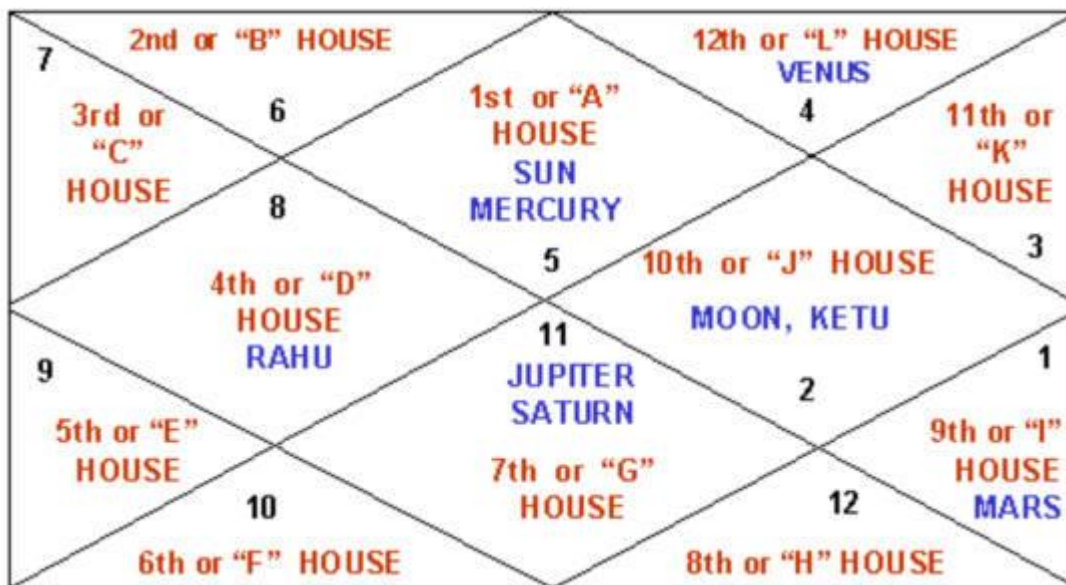 2nd or “B” HOUSE
12th or “L” HOUSE
VENUS
7
3rd or
“C”
HOUSE
6
1st or “A”
HOUSE
SUN
MERCURY
5
4
11th or
“K”
HOUSE
3
8
4th or “D”
HOUSE
RAHU
10th or “J” HOUSE
MOON, KETU
2
9
5th or “E”
HOUSE
11
JUPITER
SATURN
7th or “G”
HOUSE
1
9th or “I”
HOUSE
MARS
10
6th or “F” HOUSE
12
8th or “H” HOUSE